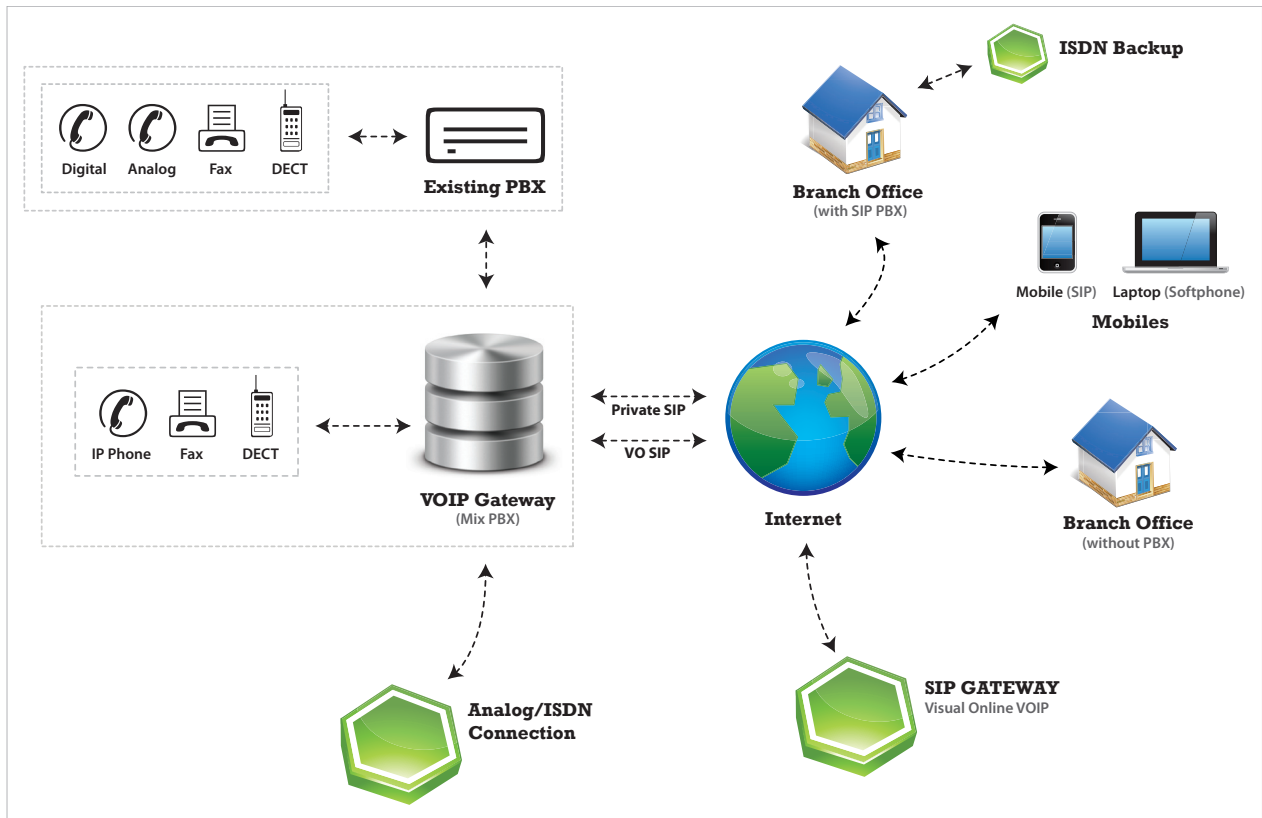 ISDN Backup
Digital
Analog
Fax
DECT
Existing PBX
Branch Office
(with SIP PBX)
Mobile (SIP)
Laptop (Softphone)
Mobiles
IP Phone
Fax
DECT
VOIP Gateway
(Mix PBX)
Private SIP
VO SIP
Internet
Branch Office
(without PBX)
Analog/ISDN
Connection
SIP GATEWAY
Visual Online VOIP